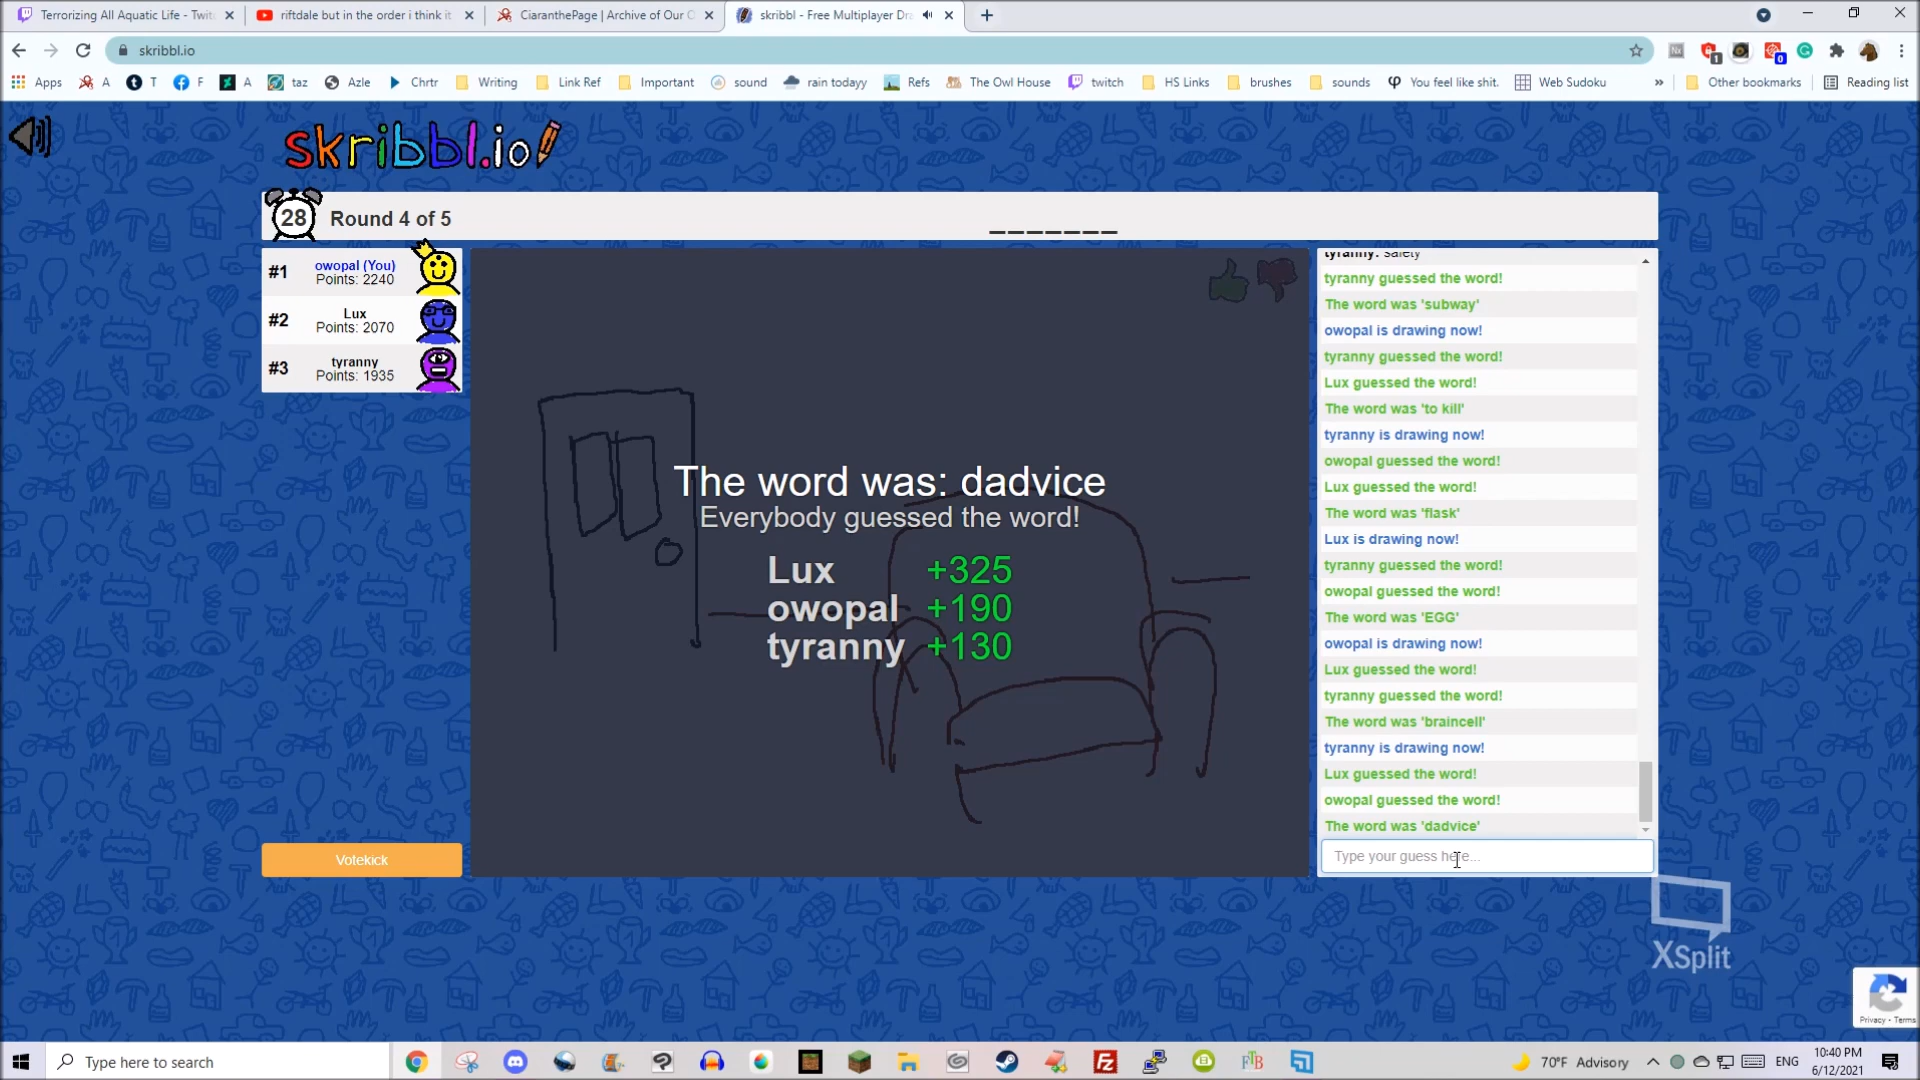 Terrorizing All Aquatic Life - Twit
riftdale but in the order i think it
CiaranthePage | Archive of Our O
skribbl - Free Multiplayer Dra
skribbl.io
Apps
A
T
F
A
taz
Azle
Chrtr
Writing
Link Ref
Important
sound
rain todayy
Refs
The Owl House
twitch
HS Links
brushes
sounds
You feel like shit.
Web Sudoku
»
Other bookmarks
Reading list
skribbl.io
28
Round 4 of 5
_______
#1
owopal (You)
Points: 2240
#2
Lux
Points: 2070
#3
tyranny
Points: 1935
Votekick
The word was: dadvice
Everybody guessed the word!
Lux +325
owopal +190
tyranny +130
tyranny: safety
tyranny guessed the word!
The word was 'subway'
owopal is drawing now!
tyranny guessed the word!
Lux guessed the word!
The word was 'to kill'
tyranny is drawing now!
owopal guessed the word!
Lux guessed the word!
The word was 'flask'
Lux is drawing now!
tyranny guessed the word!
owopal guessed the word!
The word was 'EGG'
owopal is drawing now!
Lux guessed the word!
tyranny guessed the word!
The word was 'braincell'
tyranny is drawing now!
Lux guessed the word!
owopal guessed the word!
The word was 'dadvice'
Type your guess here...
XSplit
Privacy - Terms
Type here to search
70°F Advisory
ENG
10:40 PM
6/12/2021